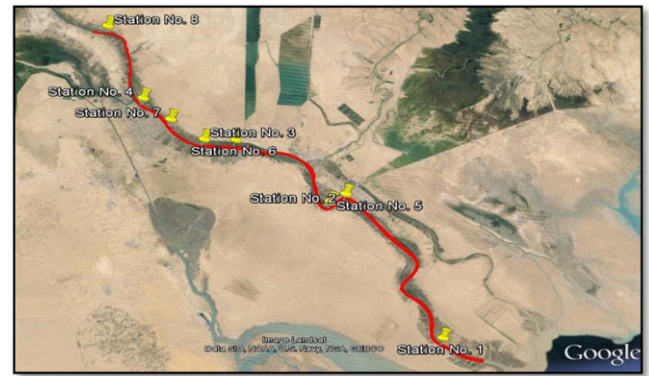 Station No. 8
Station No. 4
Station No. 7
Station No. 3
Station No. 6
Station No. 2
Station No. 5
Station No. 1
Image Landsat
Data SIO, NOAA, U.S. Navy, NGA, GEBCO
Google